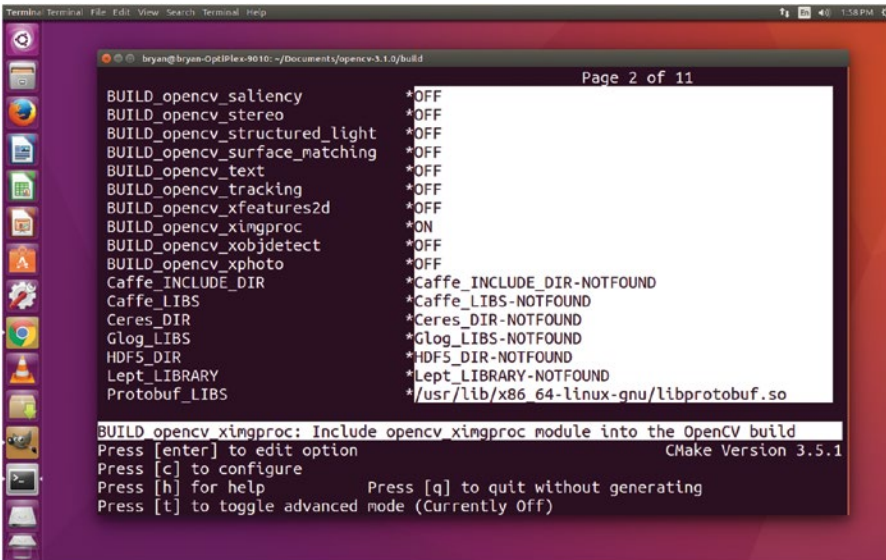 Terminal Terminal File Edit View Search Terminal Help En 1:58 PM
bryan@bryan-OptiPlex-9010: ~/Documents/opencv-3.1.0/build
Page 2 of 11
BUILD_opencv_saliency *OFF
BUILD_opencv_stereo *OFF
BUILD_opencv_structured_light *OFF
BUILD_opencv_surface_matching *OFF
BUILD_opencv_text *OFF
BUILD_opencv_tracking *OFF
BUILD_opencv_xfeatures2d *OFF
BUILD_opencv_ximgproc *ON
BUILD_opencv_xobjdetect *OFF
BUILD_opencv_xphoto *OFF
Caffe_INCLUDE_DIR *Caffe_INCLUDE_DIR-NOTFOUND
Caffe_LIBS *Caffe_LIBS-NOTFOUND
Ceres_DIR *Ceres_DIR-NOTFOUND
Glog_LIBS *Glog_LIBS-NOTFOUND
HDF5_DIR *HDF5_DIR-NOTFOUND
Lept_LIBRARY *Lept_LIBRARY-NOTFOUND
Protobuf_LIBS */usr/lib/x86_64-linux-gnu/libprotobuf.so
BUILD_opencv_ximgproc: Include opencv_ximgproc module into the OpenCV build
Press [enter] to edit option CMake Version 3.5.1
Press [c] to configure
Press [h] for help Press [q] to quit without generating
Press [t] to toggle advanced mode (Currently Off)